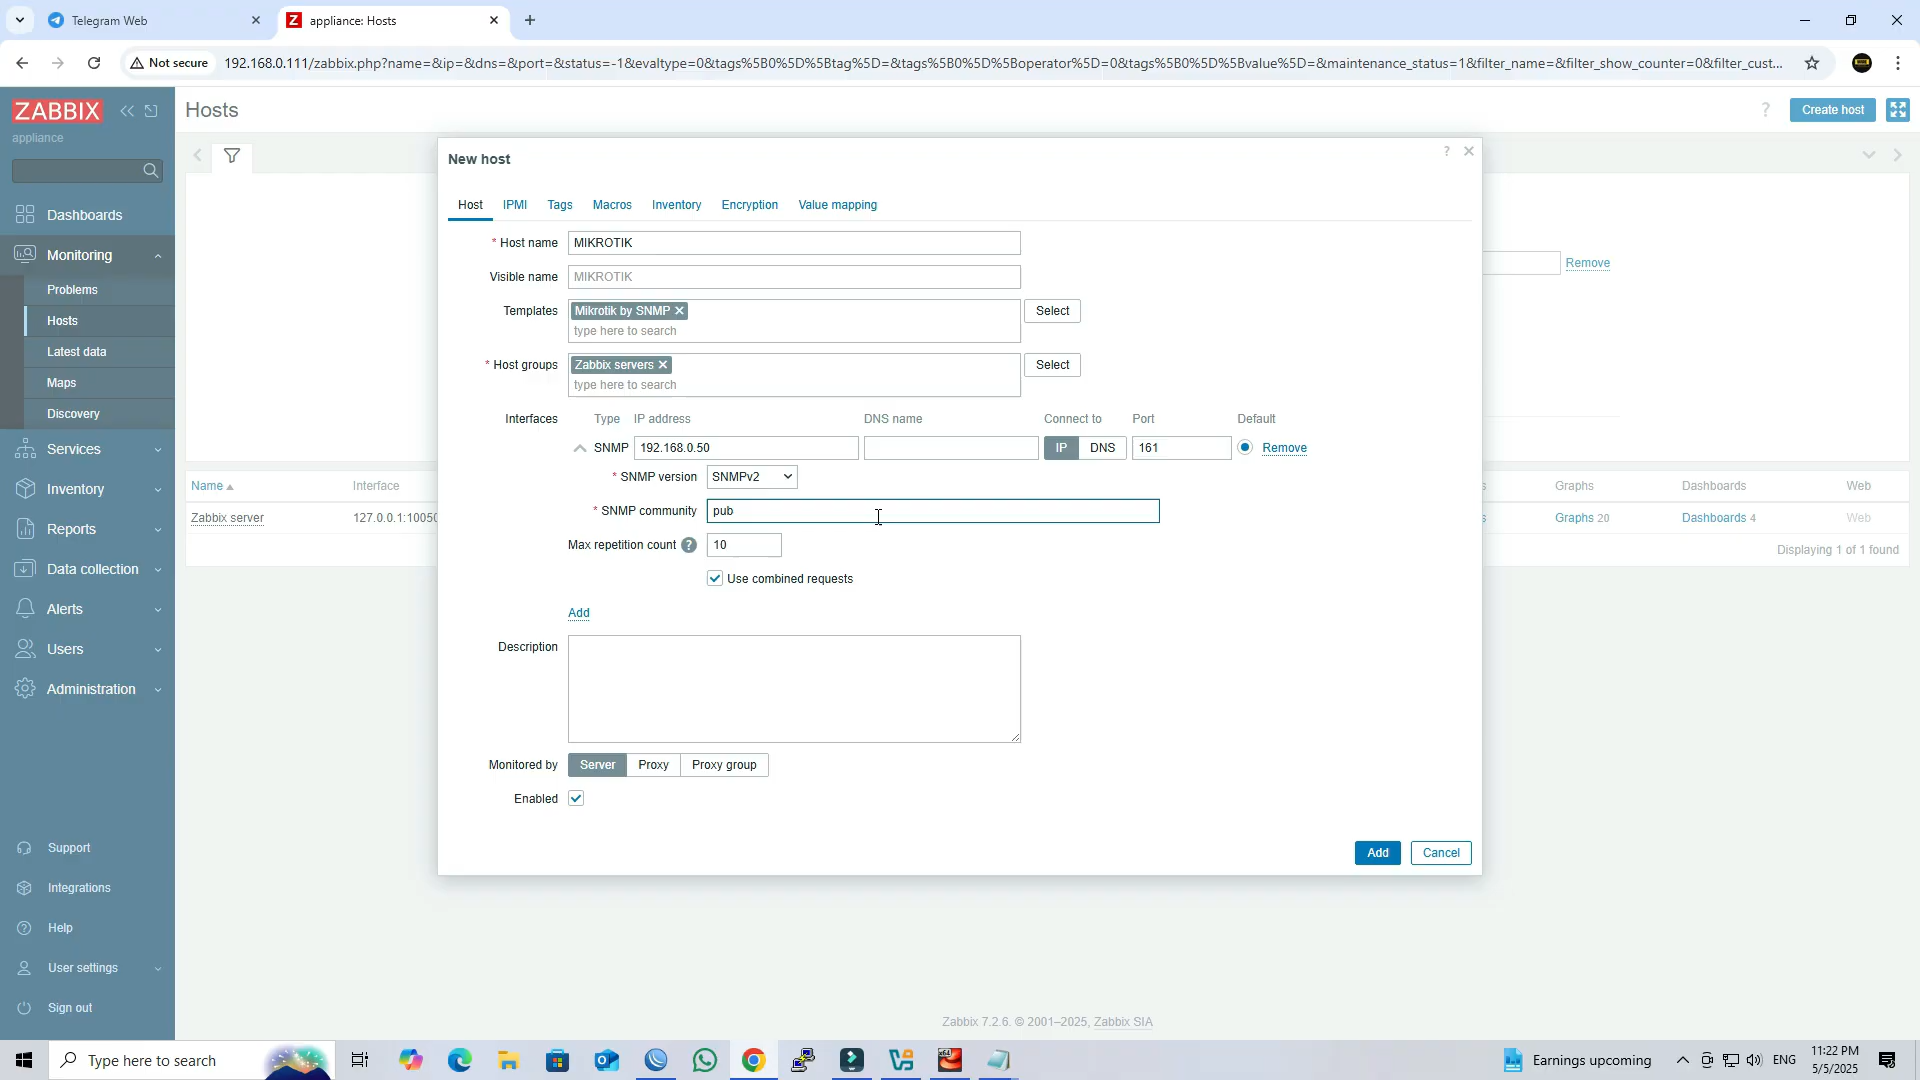 Telegram Web
Z appliance: Hosts
Not secure
192.168.0.111/zabbix.php?name=&ip=&dns=&port=&status=-1&evaltype=0&tags%5B0%5D%5Btag%5D=&tags%5B0%5D%5Boperator%5D=0&tags%5B0%5D%5Bvalue%5D=&maintenance_status=1&filter_name=&filter_show_counter=0&filter_cust...
ZABBIX
appliance
Dashboards
Monitoring
Problems
Hosts
Latest data
Maps
Discovery
Services
Inventory
Reports
Data collection
Alerts
Users
Administration
Support
Integrations
Help
User settings
Sign out
Hosts
? Create host
New host
?
Host IPMI Tags Macros Inventory Encryption Value mapping
* Host name MIKROTIK
Visible name MIKROTIK
Templates Mikrotik by SNMP Select
type here to search
* Host groups Zabbix servers Select
type here to search
Interfaces Type IP address DNS name Connect to Port Default
SNMP 192.168.0.50 IP DNS 161 Remove
* SNMP version SNMPv2
* SNMP community pub
Max repetition count ? 10
Use combined requests
Add
Description
Monitored by Server Proxy Proxy group
Enabled
Add Cancel
Remove
Name Interface
s Graphs Dashboards Web
Zabbix server 127.0.0.1:10050
s Graphs 20 Dashboards 4 Web
Displaying 1 of 1 found
Zabbix 7.2.6. © 2001–2025, Zabbix SIA
Type here to search
x64
Earnings upcoming
ENG
11:22 PM
5/5/2025